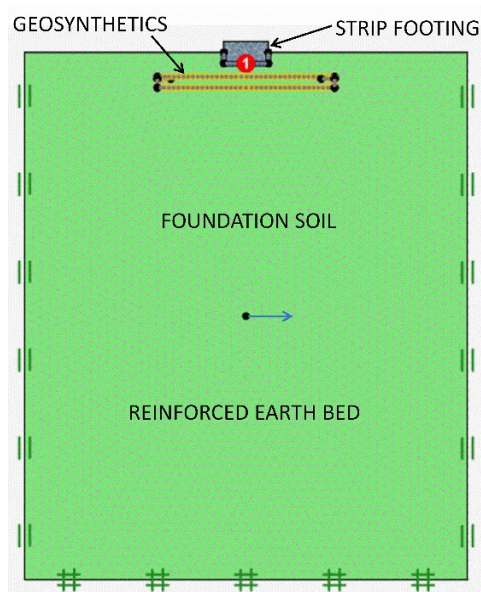 GEOSYNTHETICS
STRIP FOOTING
1
FOUNDATION SOIL
REINFORCED EARTH BED